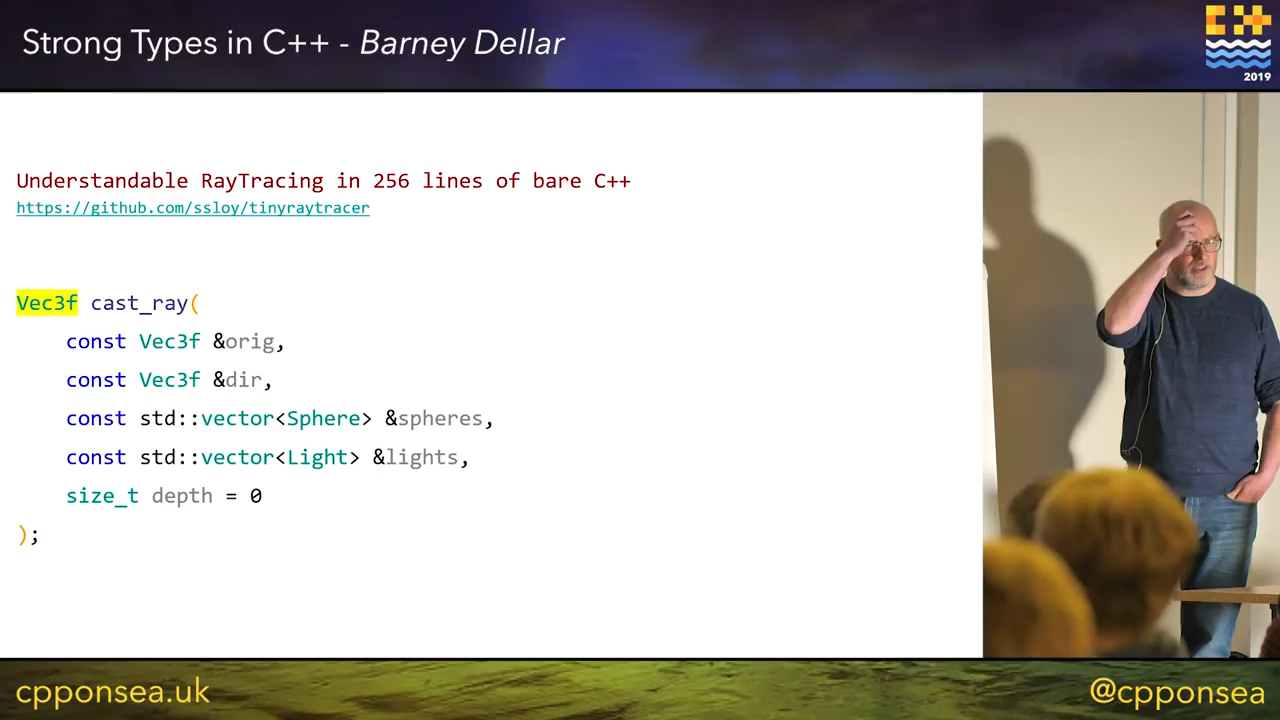 Strong Types in C++ - Barney Dellar
2019
Understandable RayTracing in 256 lines of bare C++
https://github.com/ssloy/tinyraytracer
Vec3f cast_ray(
const Vec3f &orig,
const Vec3f &dir,
const std::vector<Sphere> &spheres,
const std::vector<Light> &lights,
size_t depth = 0
);
cpponsea.uk
@cpponsea